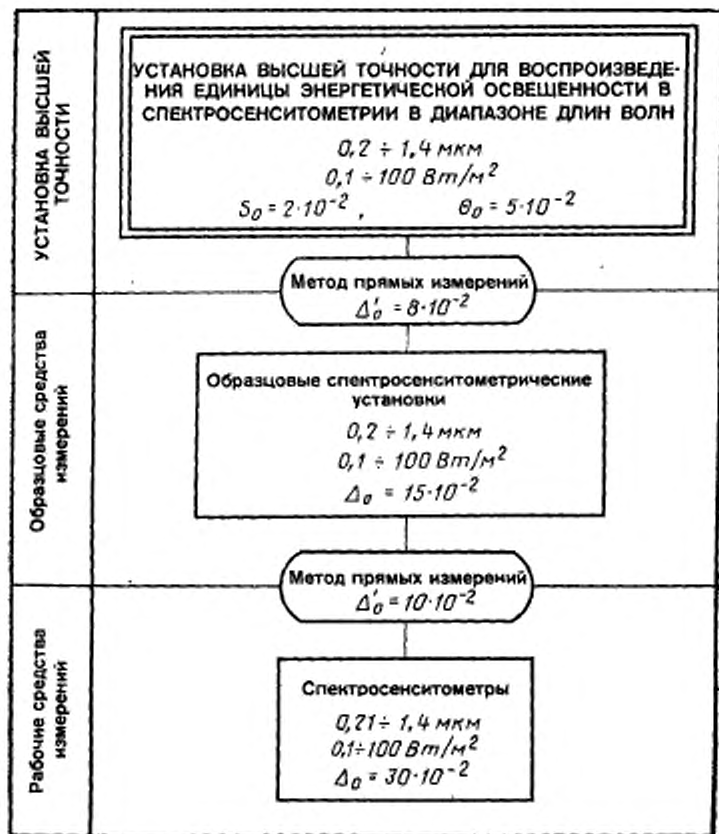 УСТАНОВКА ВЫСШЕЙ
ТОЧНОСТИ
УСТАНОВКА ВЫСШЕЙ ТОЧНОСТИ ДЛЯ ВОСПРОИЗВЕДЕ-
НИЯ ЕДИНИЦЫ ЭНЕРГЕТИЧЕСКОЙ ОСВЕЩЕННОСТИ В
СПЕКТРОСЕНСИТОМЕТРИИ В ДИАПАЗОНЕ ДЛИН ВОЛН
0,2 ÷ 1,4 мкм
0,1 ÷ 100 Вт/м²
S₀ = 2·10⁻², Θ₀ = 5·10⁻²
Метод прямых измерений
Δ′₀ = 8·10⁻²
Образцовые средства
измерений
Образцовые спектросенситометрические
установки
0,2 ÷ 1,4 мкм
0,1 ÷ 100 Вт/м²
Δ₀ = 15·10⁻²
Метод прямых измерений
Δ′₀ = 10·10⁻²
Рабочие средства
измерений
Спектросенситометры
0,21 ÷ 1,4 мкм
0,1÷100 Вт/м²
Δ₀ = 30·10⁻²